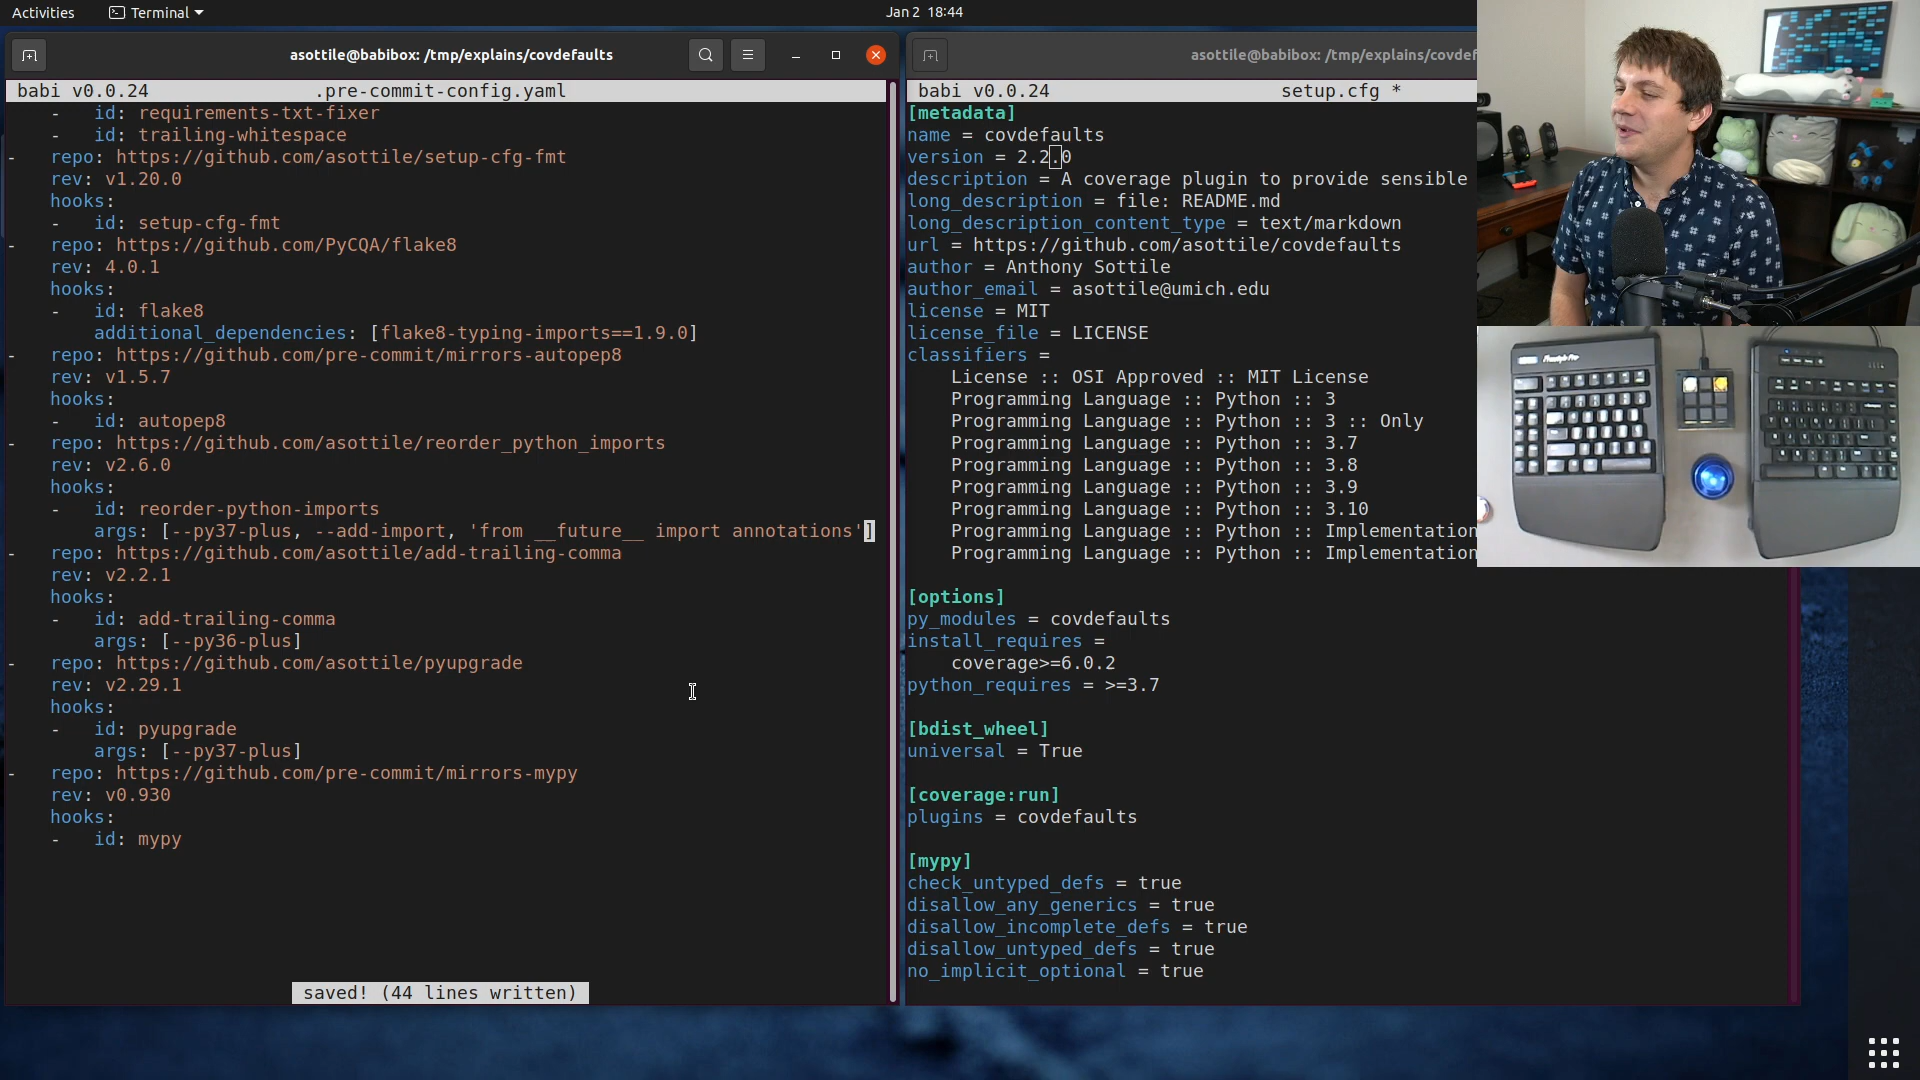 Activities
Terminal
Jan 2 18:44
asottile@babibox: /tmp/explains/covdefaults
babi v0.0.24 .pre-commit-config.yaml
- id: requirements-txt-fixer
- id: trailing-whitespace
- repo: https://github.com/asottile/setup-cfg-fmt
rev: v1.20.0
hooks:
- id: setup-cfg-fmt
- repo: https://github.com/PyCQA/flake8
rev: 4.0.1
hooks:
- id: flake8
additional_dependencies: [flake8-typing-imports==1.9.0]
- repo: https://github.com/pre-commit/mirrors-autopep8
rev: v1.5.7
hooks:
- id: autopep8
- repo: https://github.com/asottile/reorder_python_imports
rev: v2.6.0
hooks:
- id: reorder-python-imports
args: [--py37-plus, --add-import, 'from __future__ import annotations']
- repo: https://github.com/asottile/add-trailing-comma
rev: v2.2.1
hooks:
- id: add-trailing-comma
args: [--py36-plus]
- repo: https://github.com/asottile/pyupgrade
rev: v2.29.1
hooks:
- id: pyupgrade
args: [--py37-plus]
- repo: https://github.com/pre-commit/mirrors-mypy
rev: v0.930
hooks:
- id: mypy
saved! (44 lines written)
asottile@babibox: /tmp/explains/covdef
babi v0.0.24 setup.cfg *
[metadata]
name = covdefaults
version = 2.2.0
description = A coverage plugin to provide sensible
long_description = file: README.md
long_description_content_type = text/markdown
url = https://github.com/asottile/covdefaults
author = Anthony Sottile
author_email = asottile@umich.edu
license = MIT
license_file = LICENSE
classifiers =
License :: OSI Approved :: MIT License
Programming Language :: Python :: 3
Programming Language :: Python :: 3 :: Only
Programming Language :: Python :: 3.7
Programming Language :: Python :: 3.8
Programming Language :: Python :: 3.9
Programming Language :: Python :: 3.10
Programming Language :: Python :: Implementation
Programming Language :: Python :: Implementation
[options]
py_modules = covdefaults
install_requires =
coverage>=6.0.2
python_requires = >=3.7
[bdist_wheel]
universal = True
[coverage:run]
plugins = covdefaults
[mypy]
check_untyped_defs = true
disallow_any_generics = true
disallow_incomplete_defs = true
disallow_untyped_defs = true
no_implicit_optional = true
Freestyle Pro